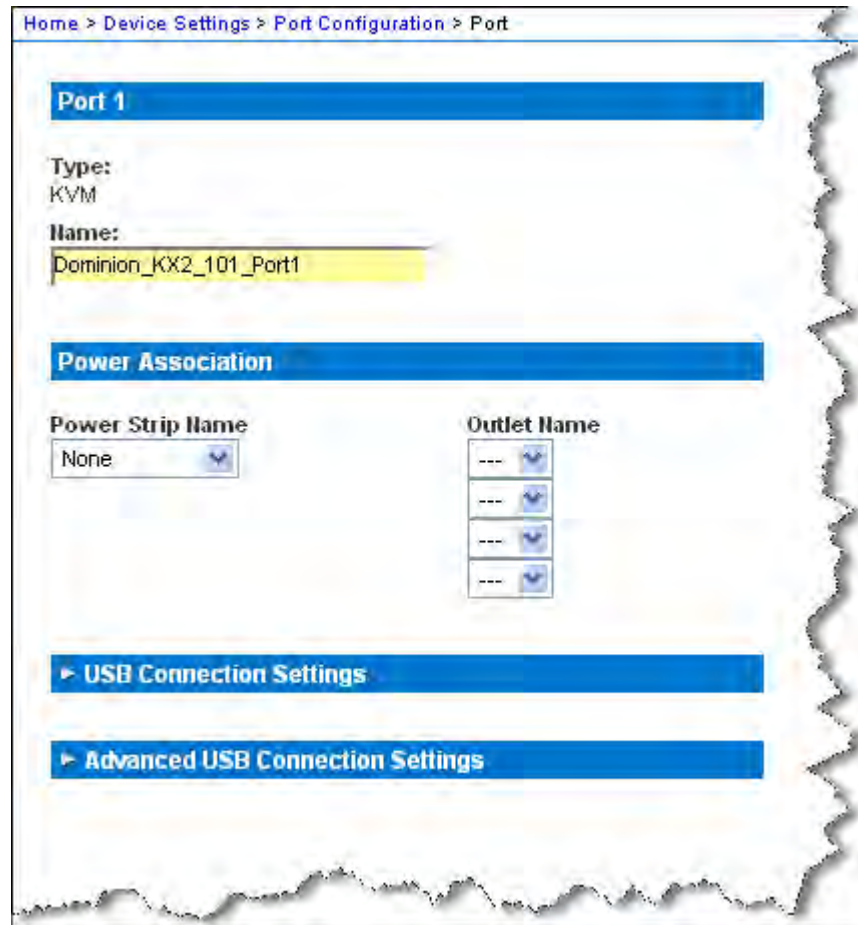 Home > Device Settings > Port Configuration > Port
Port 1
Type:
KVM
Name:
Dominion_KX2_101_Port1
Power Association
Power Strip Name
Outlet Name
None
---
---
---
---
► USB Connection Settings
► Advanced USB Connection Settings